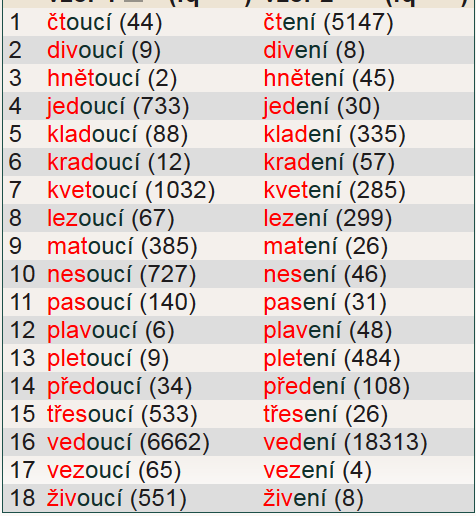 1 čtoucí (44) čtení (5147)
2 divoucí (9) divení (8)
3 hnětoucí (2) hnětení (45)
4 jedoucí (733) jedení (30)
5 kladoucí (88) kladení (335)
6 kradoucí (12) kradení (57)
7 kvetoucí (1032) kvetení (285)
8 lezoucí (67) lezení (299)
9 matoucí (385) matení (26)
10 nesoucí (727) nesení (46)
11 pasoucí (140) pasení (31)
12 plavoucí (6) plavení (48)
13 pletoucí (9) pletení (484)
14 předoucí (34) předení (108)
15 třesoucí (533) třesení (26)
16 vedoucí (6662) vedení (18313)
17 vezoucí (65) vezení (4)
18 živoucí (551) živení (8)